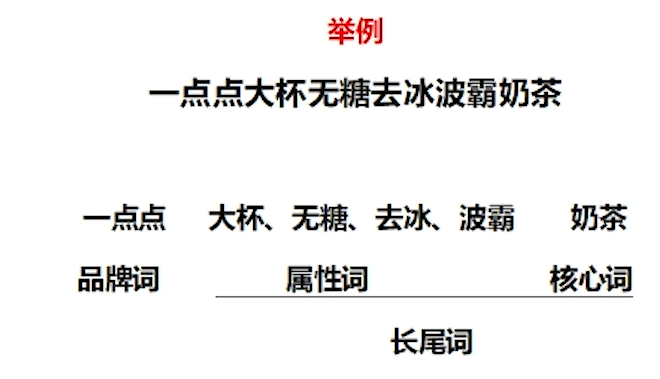 举例
一点点大杯无糖去冰波霸奶茶
一点点 大杯、无糖、去冰、波霸 奶茶
品牌词 属性词 核心词
长尾词